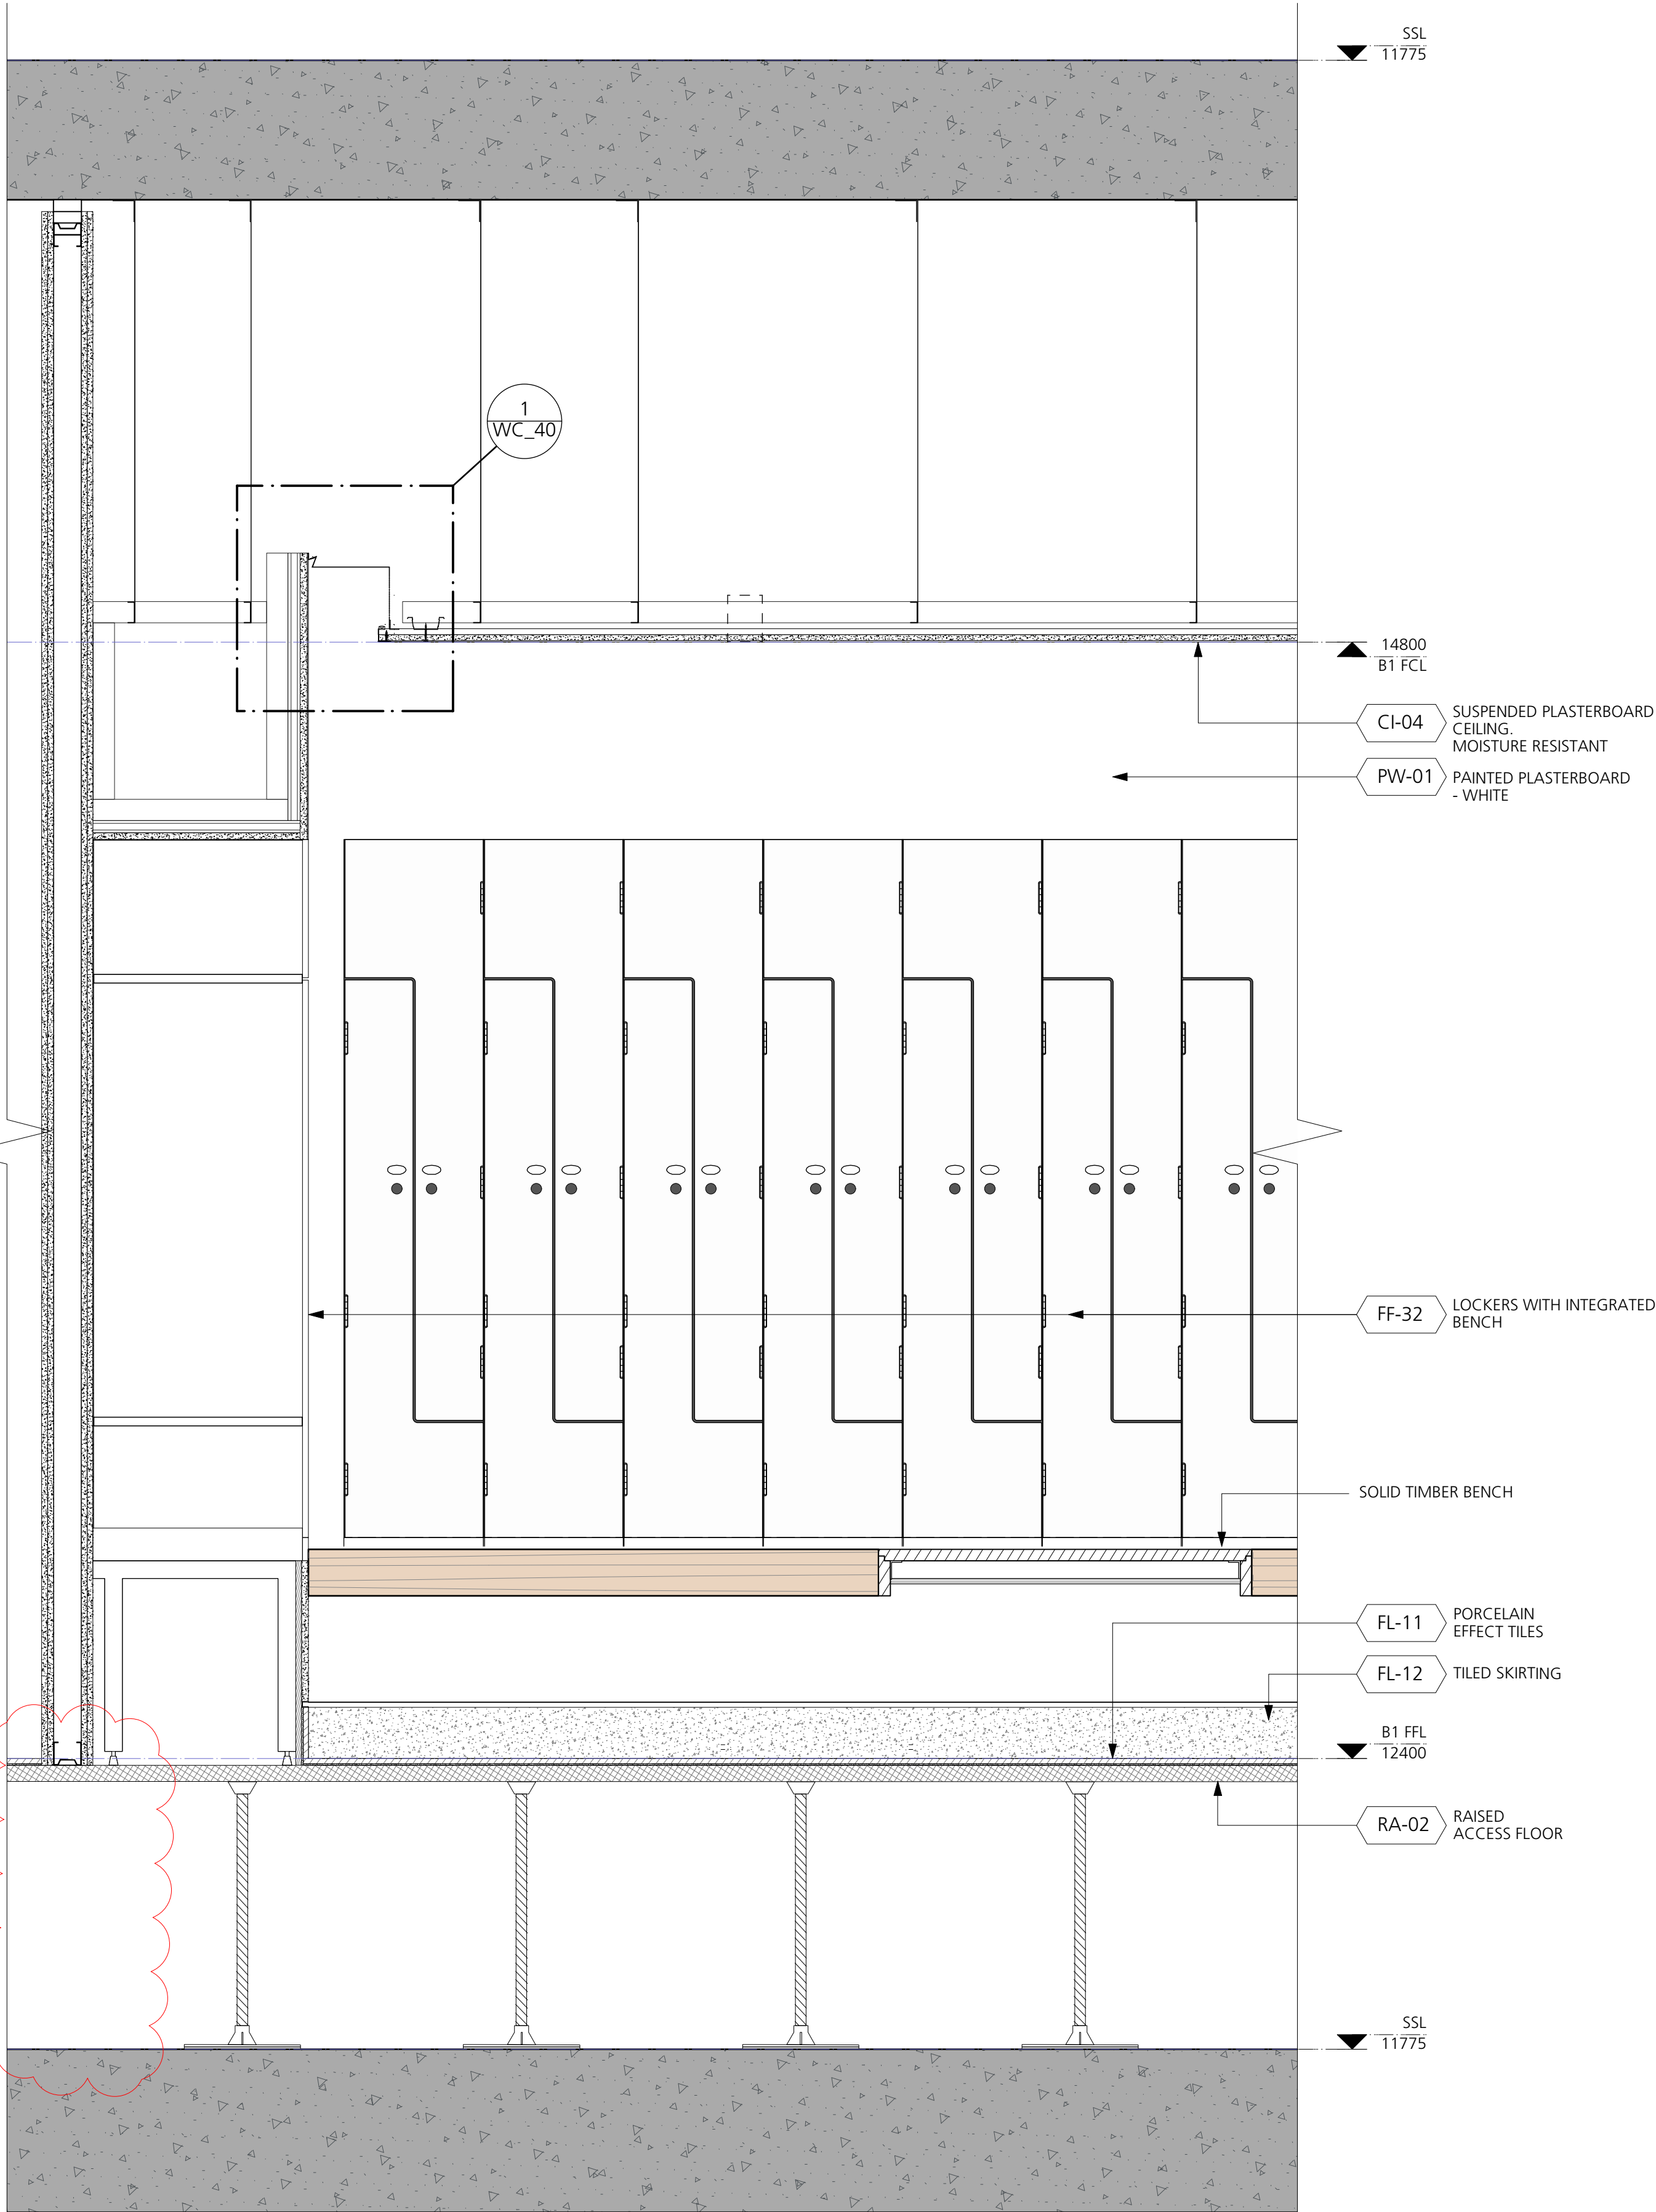 SSL
11775
1
WC_40
14800
B1 FCL
CI-04
SUSPENDED PLASTERBOARD
CEILING.
MOISTURE RESISTANT
PW-01
PAINTED PLASTERBOARD
- WHITE
FF-32
LOCKERS WITH INTEGRATED
BENCH
SOLID TIMBER BENCH
FL-11
PORCELAIN
EFFECT TILES
FL-12
TILED SKIRTING
B1 FFL
12400
RA-02
RAISED
ACCESS FLOOR
SSL
11775